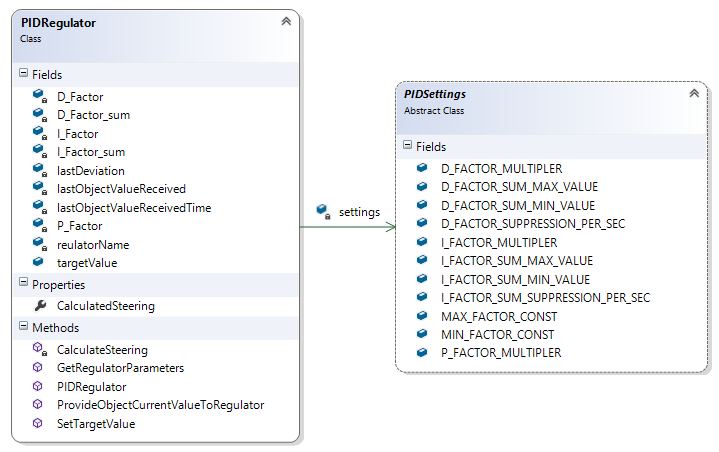 PIDRegulator
Class
Fields
D_Factor
D_Factor_sum
I_Factor
I_Factor_sum
lastDeviation
lastObjectValueReceived
lastObjectValueReceivedTime
P_Factor
reulatorName
targetValue
Properties
CalculatedSteering
Methods
CalculateSteering
GetRegulatorParameters
PIDRegulator
ProvideObjectCurrentValueToRegulator
SetTargetValue
settings
PIDSettings
Abstract Class
Fields
D_FACTOR_MULTIPLER
D_FACTOR_SUM_MAX_VALUE
D_FACTOR_SUM_MIN_VALUE
D_FACTOR_SUPPRESSION_PER_SEC
I_FACTOR_MULTIPLER
I_FACTOR_SUM_MAX_VALUE
I_FACTOR_SUM_MIN_VALUE
I_FACTOR_SUM_SUPPRESSION_PER_SEC
MAX_FACTOR_CONST
MIN_FACTOR_CONST
P_FACTOR_MULTIPLER